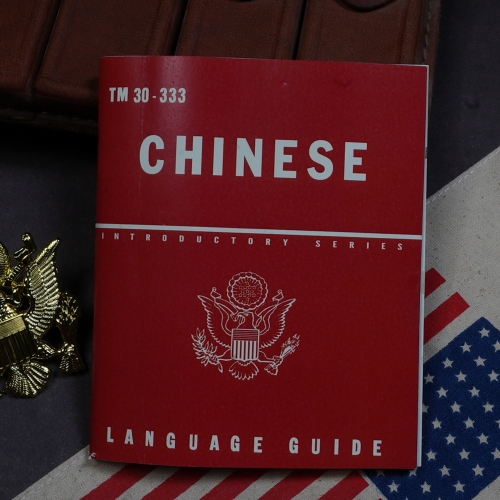 TM 30-333
CHINESE
INTRODUCTORY SERIES
LANGUAGE GUIDE